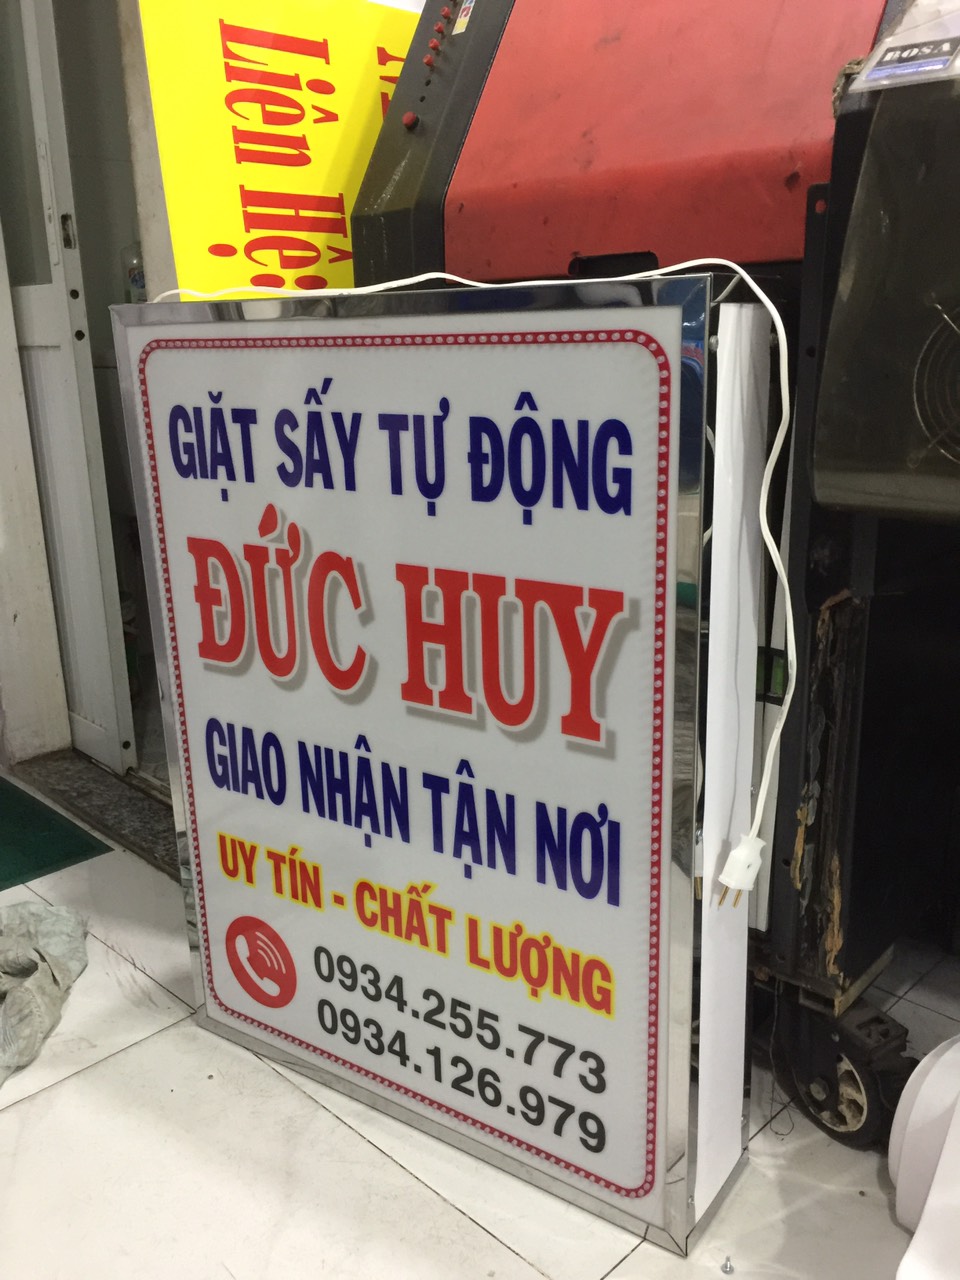 Liên Hệ:
BOSA
GIẶT SẤY TỰ ĐỘNG
ĐỨC HUY
GIAO NHẬN TẬN NƠI
UY TÍN - CHẤT LƯỢNG
0934.255.773
0934.126.979